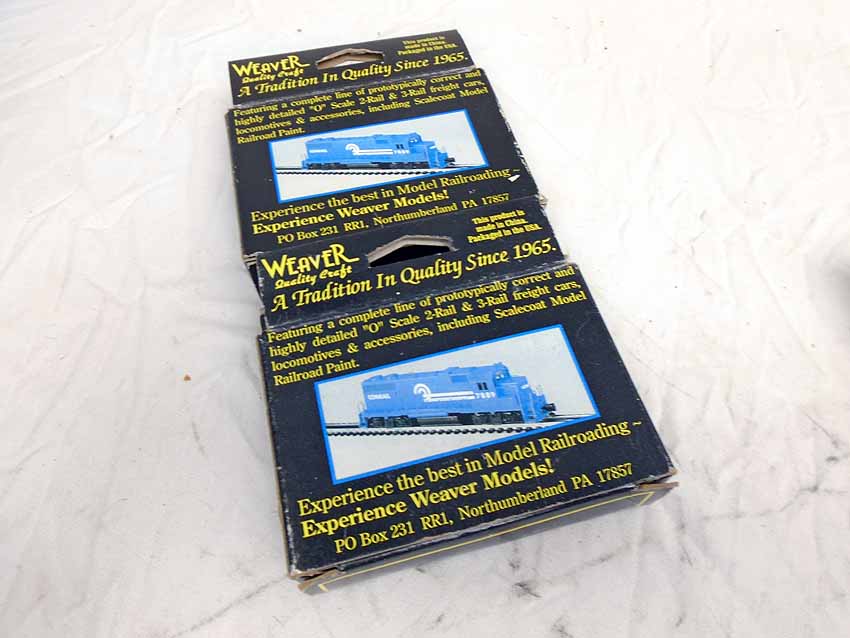 WEAVER
Quality Craft
This product is
made in China.
Packaged in the USA.
A Tradition In Quality Since 1965.
Featuring a complete line of prototypically correct and
highly detailed "O" Scale 2-Rail & 3-Rail freight cars,
locomotives & accessories, including Scalecoat Model
Railroad Paint.
CONRAIL
7889
Experience the best in Model Railroading ~
Experience Weaver Models!
PO Box 231 RR1, Northumberland PA 17857
WEAVER
Quality Craft
This product is
made in China.
Packaged in the USA.
A Tradition In Quality Since 1965.
Featuring a complete line of prototypically correct and
highly detailed "O" Scale 2-Rail & 3-Rail freight cars,
locomotives & accessories, including Scalecoat Model
Railroad Paint.
CONRAIL
7889
Experience the best in Model Railroading ~
Experience Weaver Models!
PO Box 231 RR1, Northumberland PA 17857